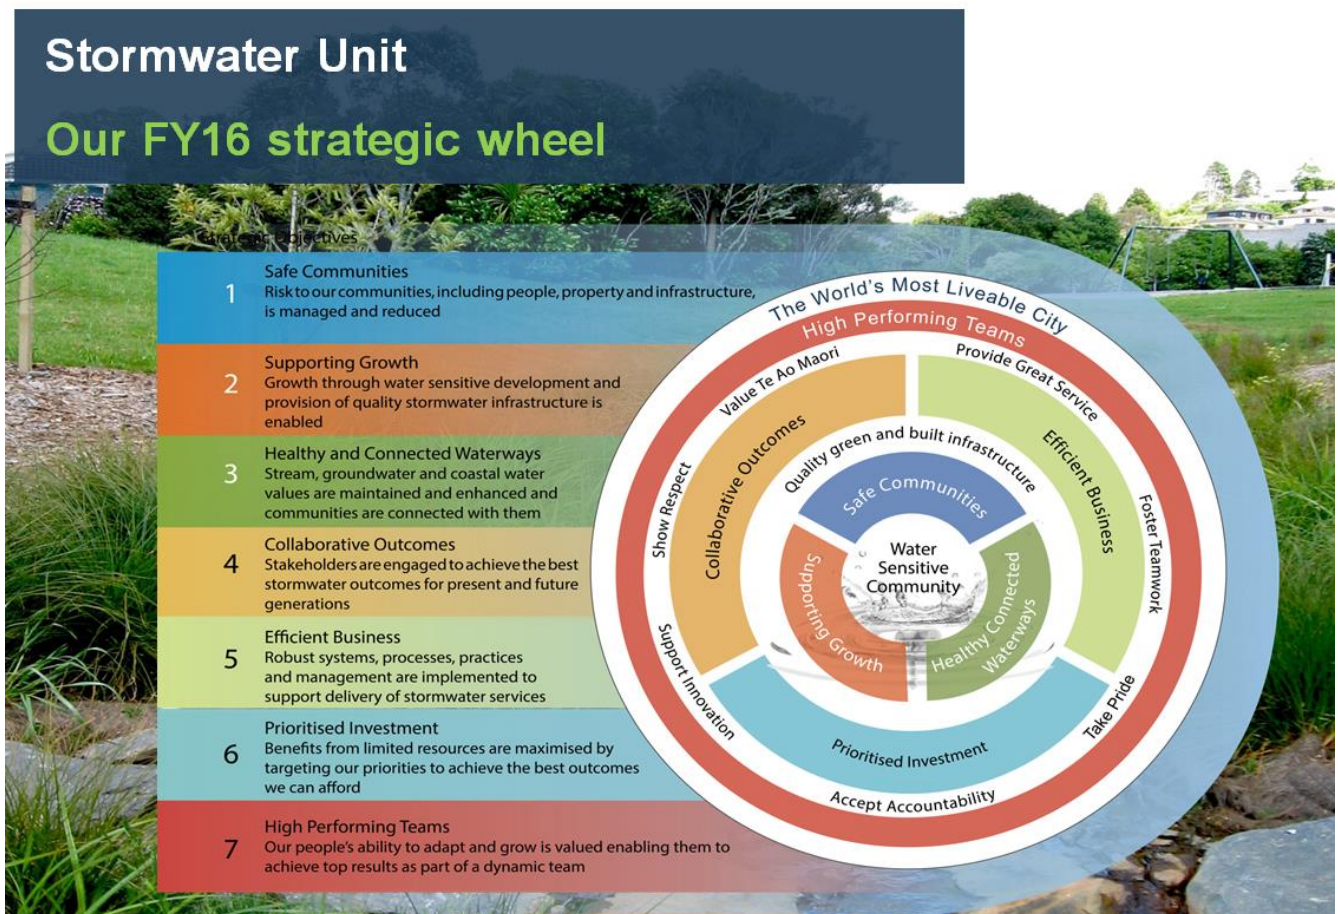 Stormwater Unit
Our FY16 strategic wheel
Strategic Objectives
1
Safe Communities
Risk to our communities, including people, property and infrastructure,
is managed and reduced
2
Supporting Growth
Growth through water sensitive development and
provision of quality stormwater infrastructure is
enabled
3
Healthy and Connected Waterways
Stream, groundwater and coastal water
values are maintained and enhanced and
communities are connected with them
4
Collaborative Outcomes
Stakeholders are engaged to achieve the best
stormwater outcomes for present and future
generations
5
Efficient Business
Robust systems, processes, practices
and management are implemented to
support delivery of stormwater services
6
Prioritised Investment
Benefits from limited resources are maximised by
targeting our priorities to achieve the best outcomes
we can afford
7
High Performing Teams
Our people's ability to adapt and grow is valued enabling them to
achieve top results as part of a dynamic team
The World's Most Liveable City
High Performing Teams
Value Te Ao Maori
Provide Great Service
Show Respect
Foster Teamwork
Support Innovation
Take Pride
Accept Accountability
Collaborative Outcomes
Efficient Business
Prioritised Investment
Quality green and built infrastructure
Safe Communities
Supporting Growth
Healthy Connected
Waterways
Water
Sensitive
Community